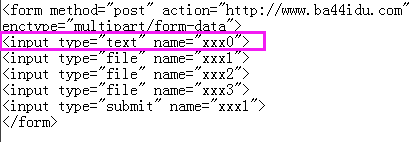 <form method="post" action="http://www.ba44idu.com"
enctype="multipart/form-data">
<input type="text" name="xxx0">
<input type="file" name="xxx1">
<input type="file" name="xxx2">
<input type="file" name="xxx3">
<input type="submit" name="xxx1">
</form>